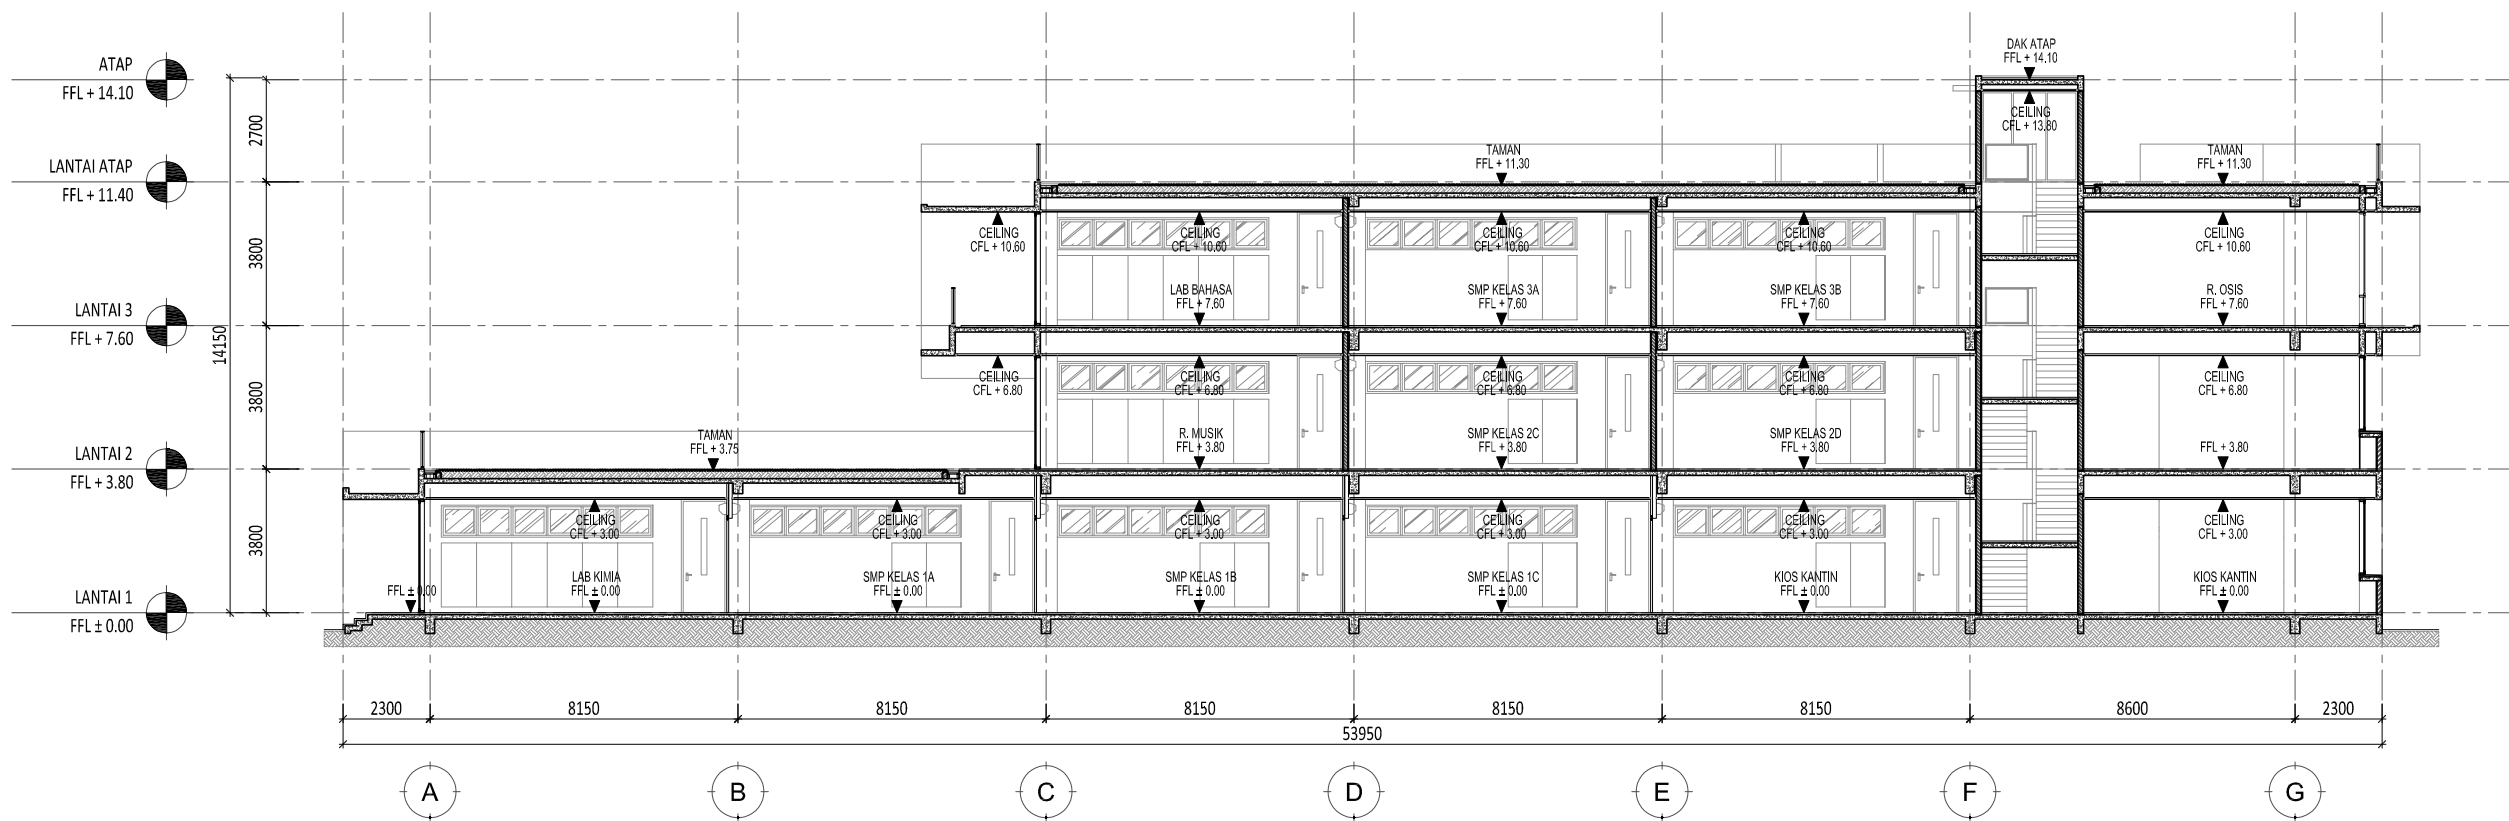 DAK ATAP
FFL + 14.10
ATAP
FFL + 14.10
CEILING
CFL + 13.80
2700
TAMAN
FFL + 11.30
TAMAN
FFL + 11.30
LANTAI ATAP
FFL + 11.40
CEILING
CFL + 10.60
CEILING
CFL + 10.60
CEILING
CFL + 10.60
CEILING
CFL + 10.60
CEILING
CFL + 10.60
3800
LAB BAHASA
FFL + 7.60
SMP KELAS 3A
FFL + 7.60
SMP KELAS 3B
FFL + 7.60
R. OSIS
FFL + 7.60
LANTAI 3
FFL + 7.60
14150
CEILING
CFL + 6.80
CEILING
CFL + 6.80
CEILING
CFL + 6.80
CEILING
CFL + 6.80
CEILING
CFL + 6.80
3800
TAMAN
FFL + 3.75
R. MUSIK
FFL + 3.80
SMP KELAS 2C
FFL + 3.80
SMP KELAS 2D
FFL + 3.80
FFL + 3.80
LANTAI 2
FFL + 3.80
CEILING
CFL + 3.00
CEILING
CFL + 3.00
CEILING
CFL + 3.00
CEILING
CFL + 3.00
CEILING
CFL + 3.00
CEILING
CFL + 3.00
3800
FFL ± 0.00
LAB KIMIA
FFL ± 0.00
SMP KELAS 1A
FFL ± 0.00
SMP KELAS 1B
FFL ± 0.00
SMP KELAS 1C
FFL ± 0.00
KIOS KANTIN
FFL ± 0.00
KIOS KANTIN
FFL ± 0.00
LANTAI 1
FFL ± 0.00
2300 8150 8150 8150 8150 8150 8600 2300
53950
A B C D E F G